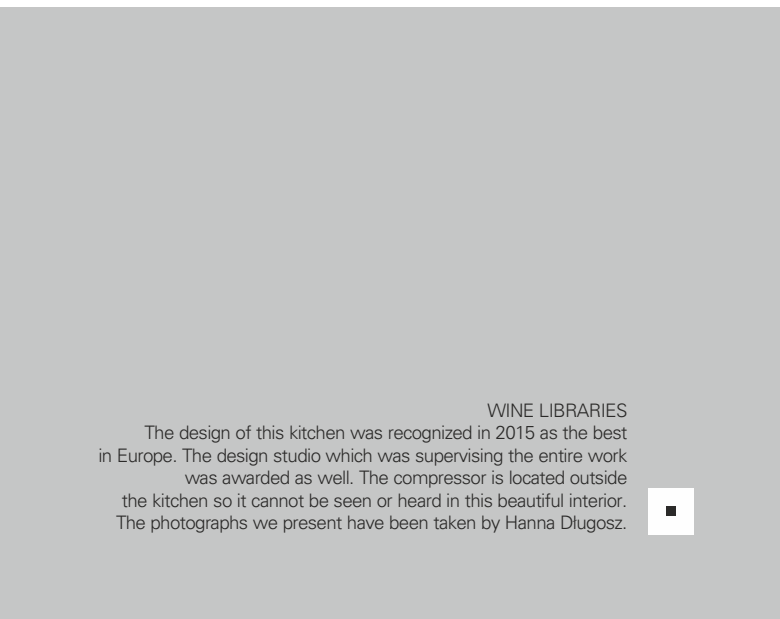 WINE LIBRARIES
The design of this kitchen was recognized in 2015 as the best
in Europe. The design studio which was supervising the entire work
was awarded as well. The compressor is located outside
the kitchen so it cannot be seen or heard in this beautiful interior.
The photographs we present have been taken by Hanna Długosz.